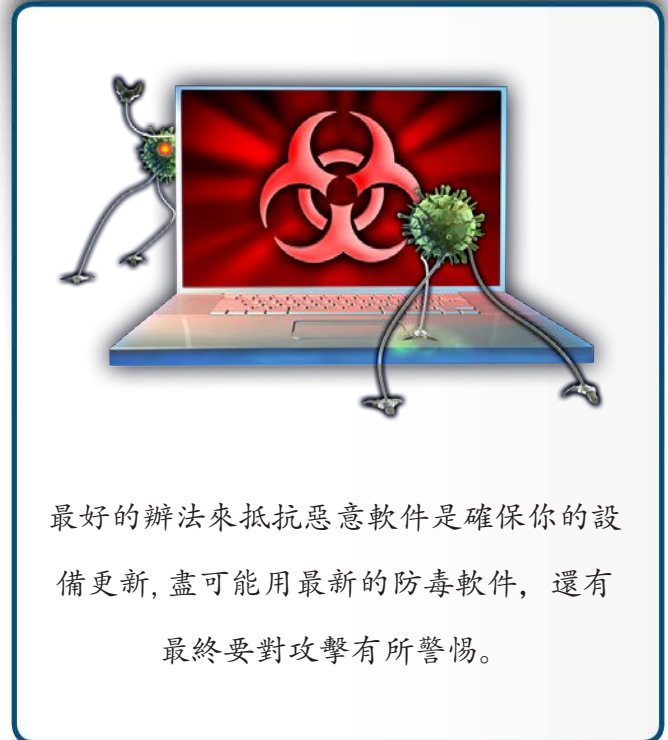 最好的辦法來抵抗惡意軟件是確保你的設
備更新,盡可能用最新的防毒軟件，還有
最終要對攻擊有所警惕。